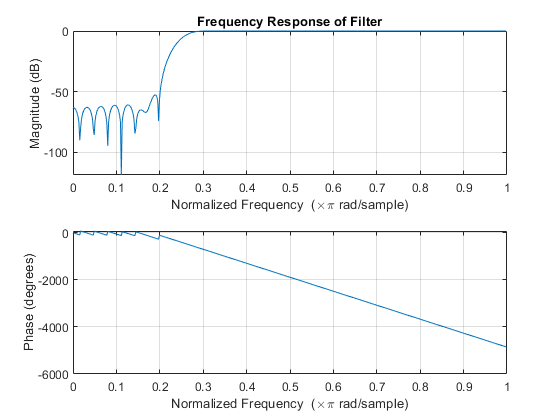 Frequency Response of Filter
0
-50
-100
Magnitude (dB)
0 0.1 0.2 0.3 0.4 0.5 0.6 0.7 0.8 0.9 1
Normalized Frequency (×π rad/sample)
0
-2000
-4000
-6000
Phase (degrees)
0 0.1 0.2 0.3 0.4 0.5 0.6 0.7 0.8 0.9 1
Normalized Frequency (×π rad/sample)